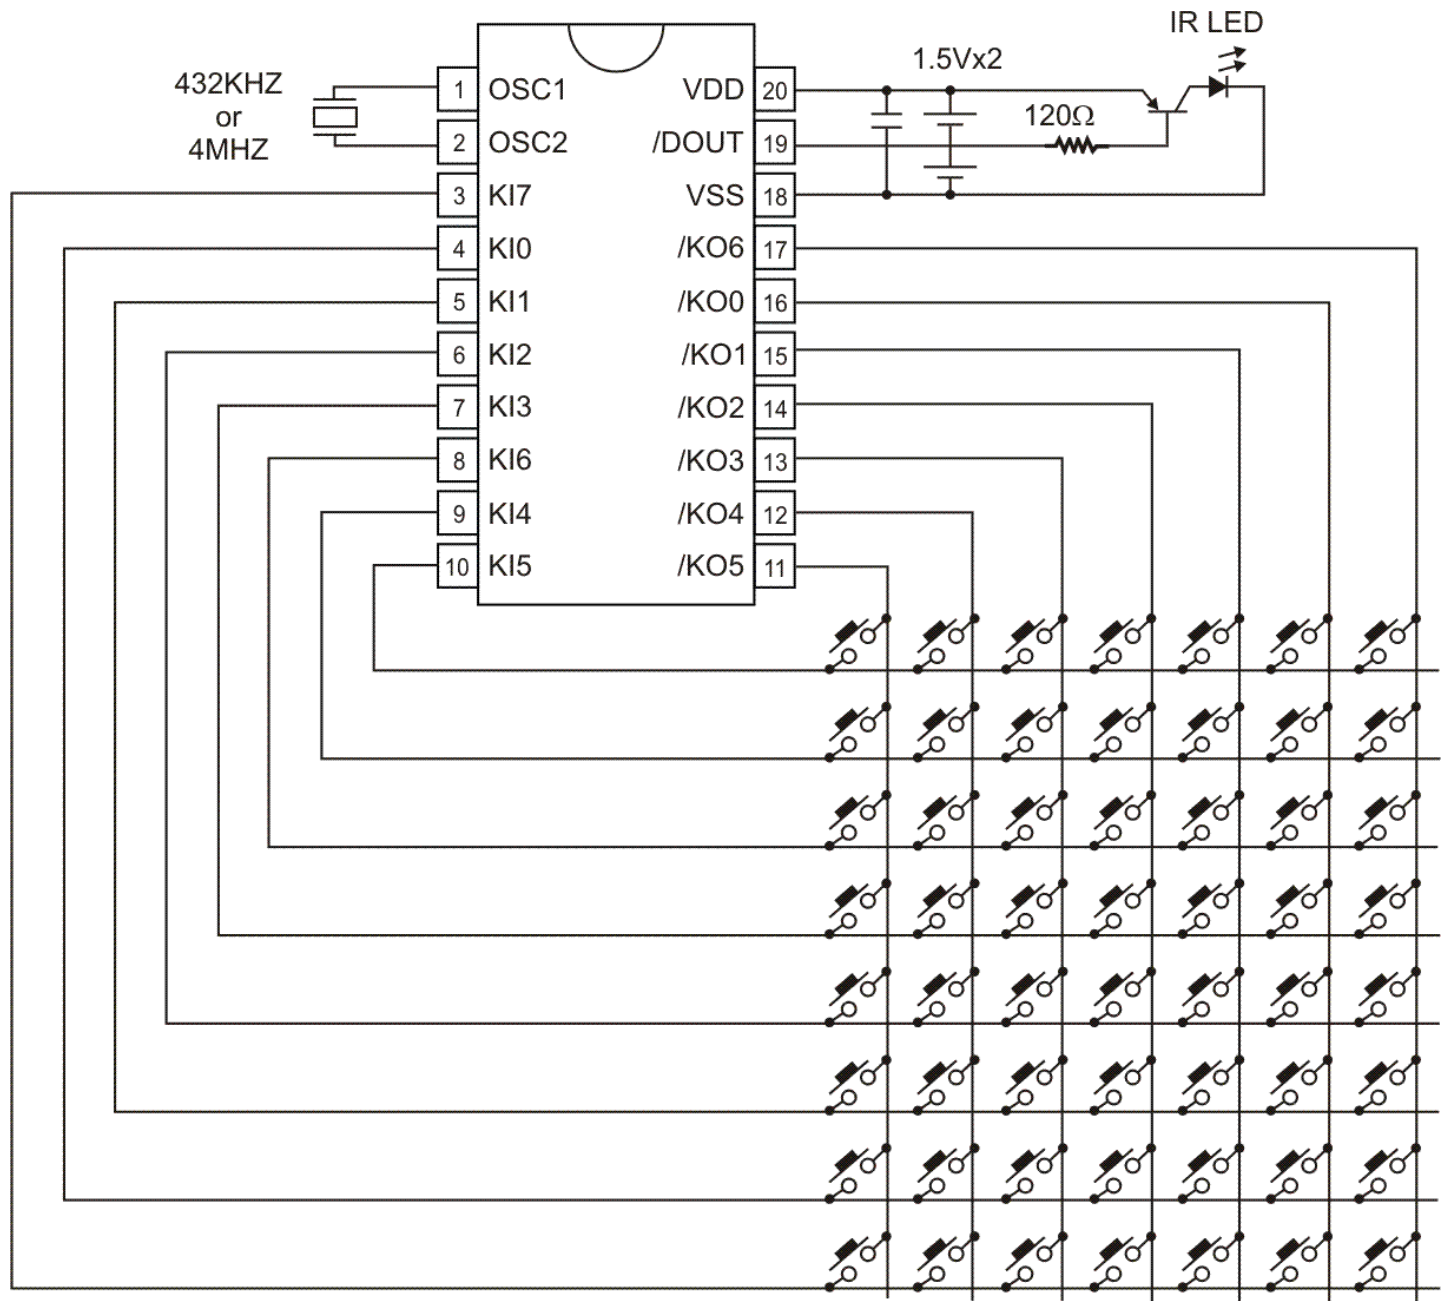 IR LED
1.5Vx2
120Ω
432KHZ
or
4MHZ
1 OSC1 VDD 20
2 OSC2 /DOUT 19
3 KI7 VSS 18
4 KI0 /KO6 17
5 KI1 /KO0 16
6 KI2 /KO1 15
7 KI3 /KO2 14
8 KI6 /KO3 13
9 KI4 /KO4 12
10 KI5 /KO5 11